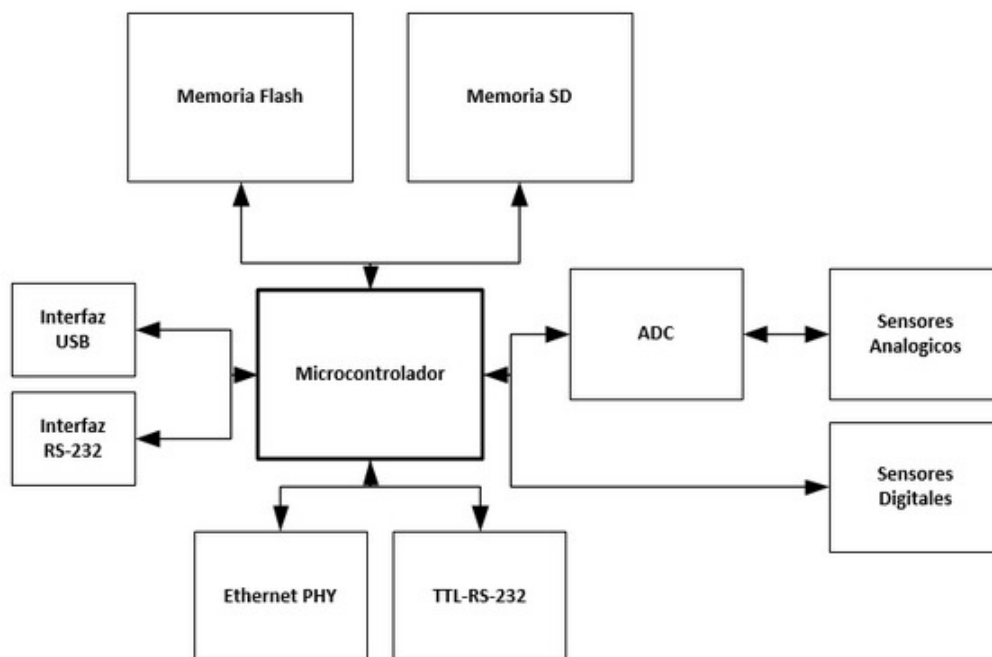 Memoria Flash
Memoria SD
Interfaz
USB
Interfaz
RS-232
Microcontrolador
ADC
Sensores
Analogicos
Sensores
Digitales
Ethernet PHY
TTL-RS-232